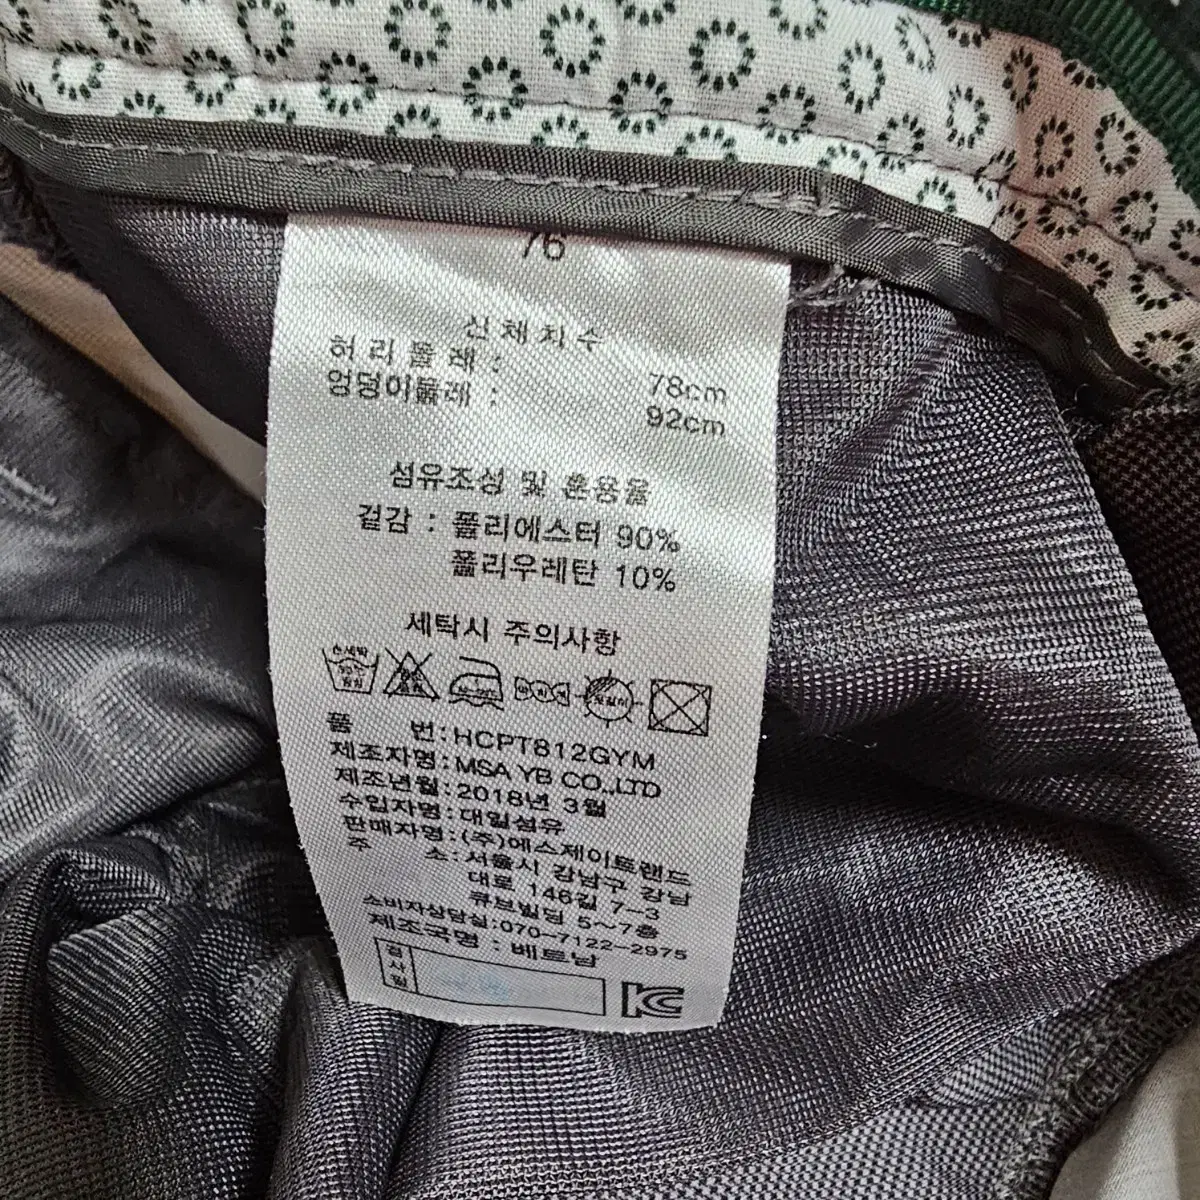 76
신체치수
허리둘레 : 78cm
엉덩이둘레 : 92cm
섬유조성 및 혼용율
겉감 : 폴리에스터 90%
폴리우레탄 10%
세탁시 주의사항
품 번:HCPT812GYM
제조자명:MSA YB CO.,LTD
제조년월:2018년 3월
수입자명:대일섬유
판매자명:(주)에스제이트랜드
주 소:서울시 강남구 강남
대로 146길 7-3
큐브빌딩 5~7층
소비자상담실:070-7122-2975
제조국명 : 베트남
검사필
KC